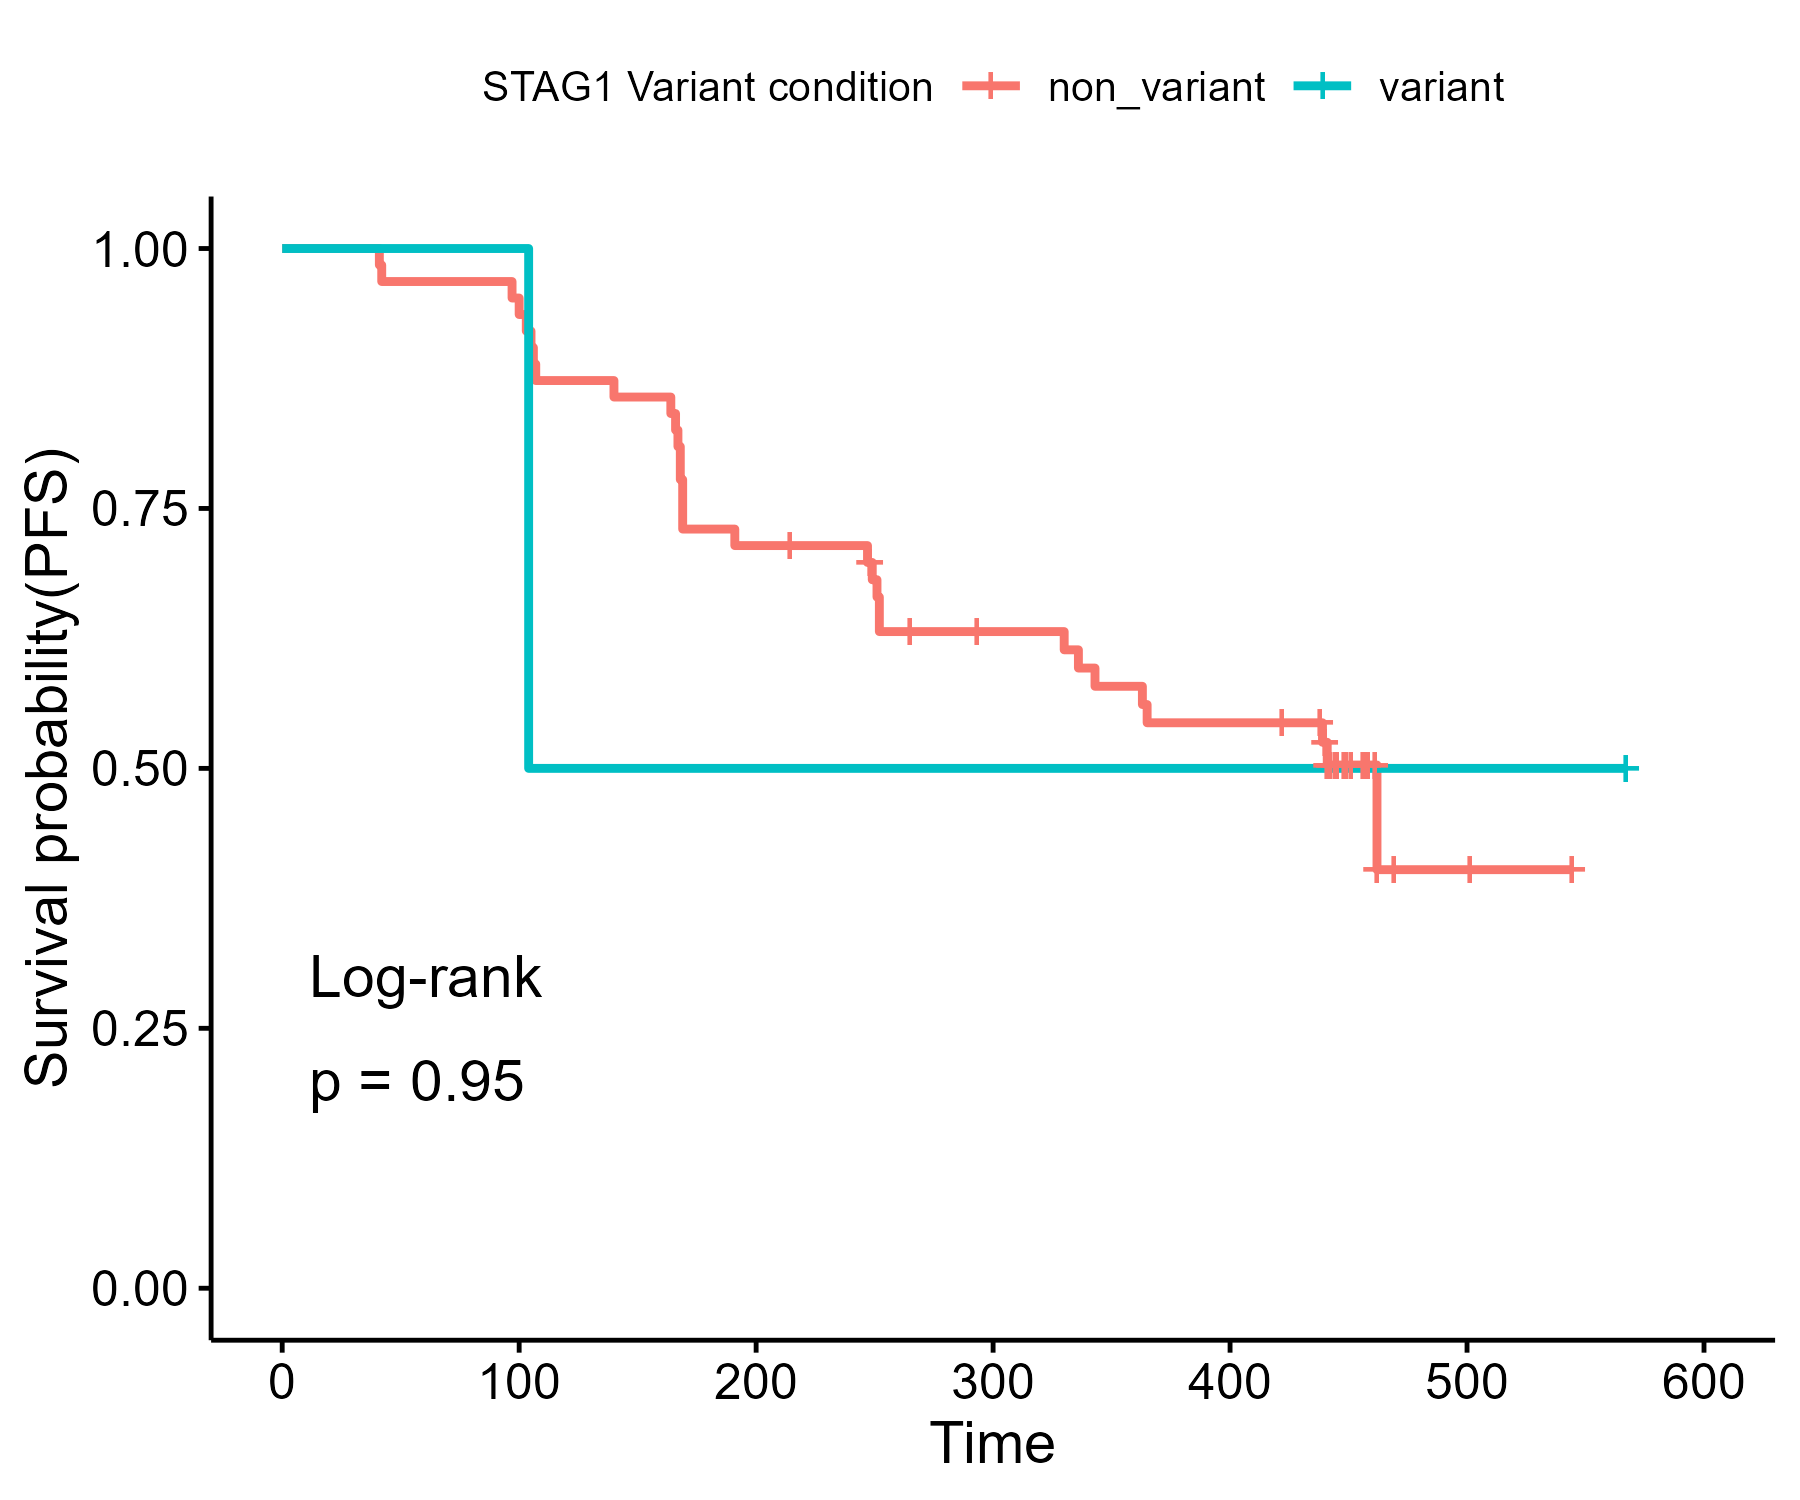 STAG1 Variant condition non_variant variant
Survival probability(PFS)
1.00
0.75
0.50
0.25
0.00
Log-rank
p = 0.95
0 100 200 300 400 500 600
Time